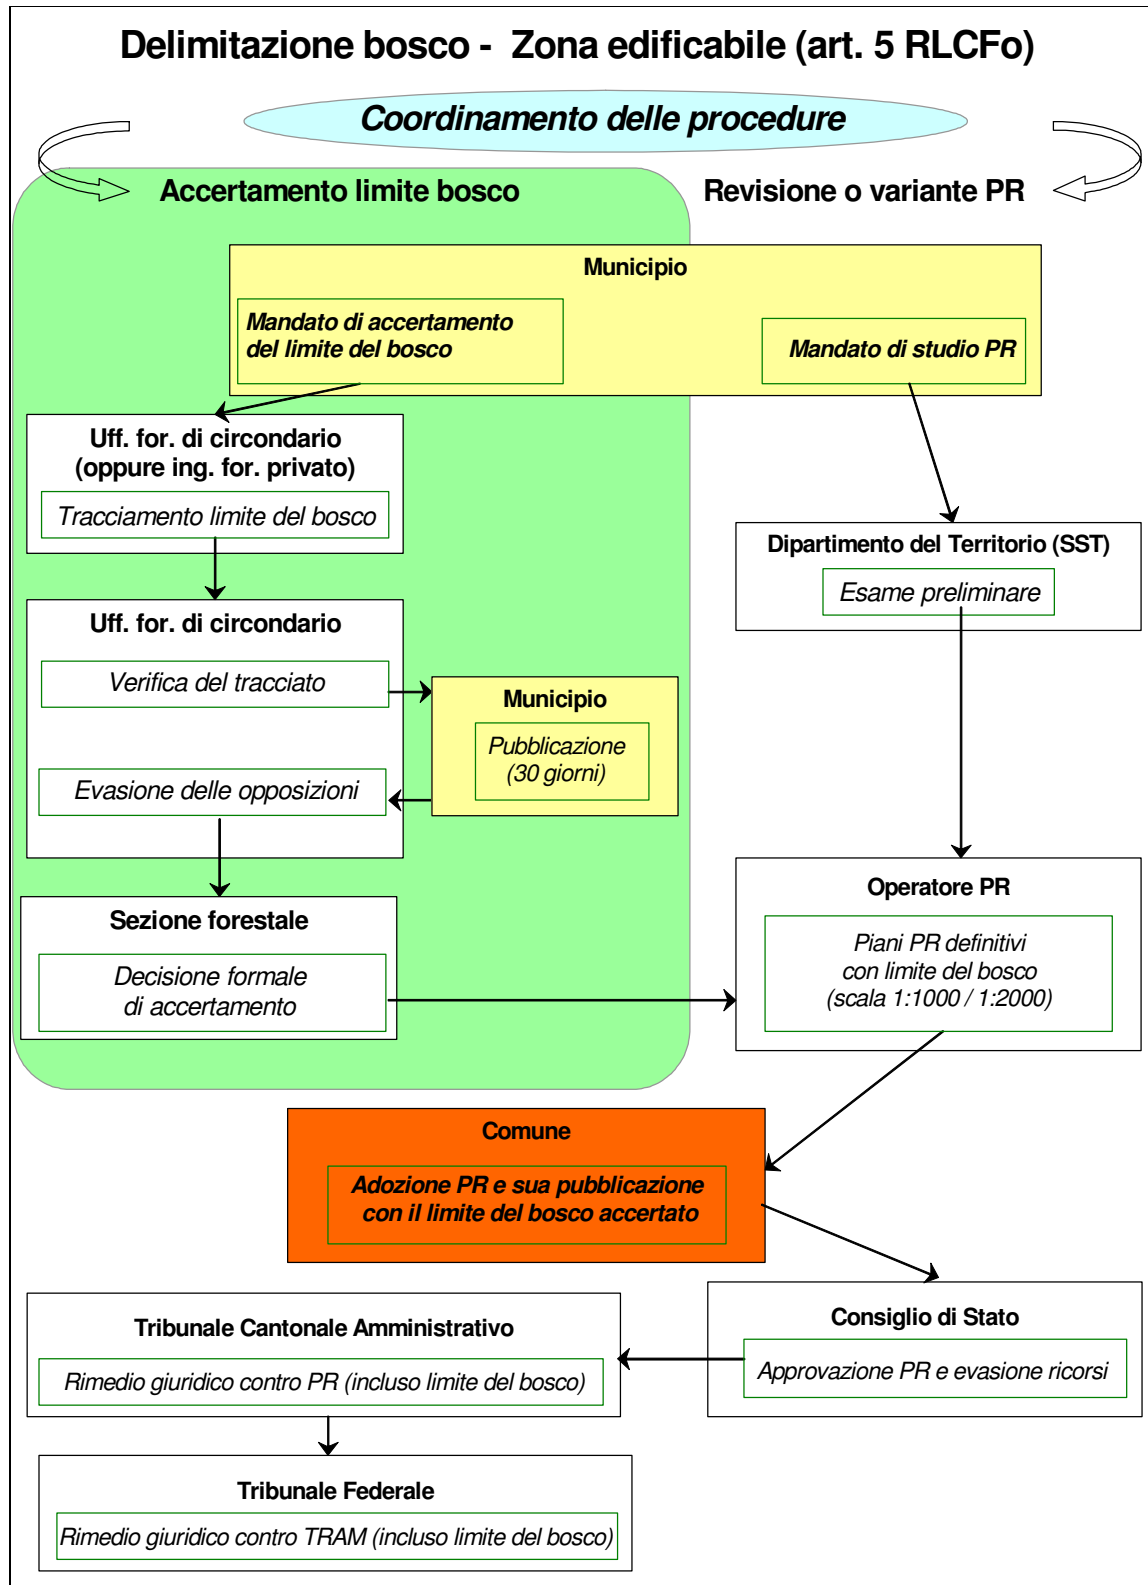 Delimitazione bosco -  Zona edificabile (art. 5 RLCFo)
Coordinamento delle procedure
Accertamento limite bosco
Revisione o variante PR
Municipio
Mandato di accertamento
del limite del bosco
Mandato di studio PR
Uff. for. di circondario
(oppure ing. for. privato)
Tracciamento limite del bosco
Dipartimento del Territorio (SST)
Esame preliminare
Uff. for. di circondario
Verifica del tracciato
Municipio
Pubblicazione
(30 giorni)
Evasione delle opposizioni
Operatore PR
Piani PR definitivi
con limite del bosco
(scala 1:1000 / 1:2000)
Sezione forestale
Decisione formale
di accertamento
Comune
Adozione PR e sua pubblicazione
con il limite del bosco accertato
Consiglio di Stato
Approvazione PR e evasione ricorsi
Tribunale Cantonale Amministrativo
Rimedio giuridico contro PR (incluso limite del bosco)
Tribunale Federale
Rimedio giuridico contro TRAM (incluso limite del bosco)